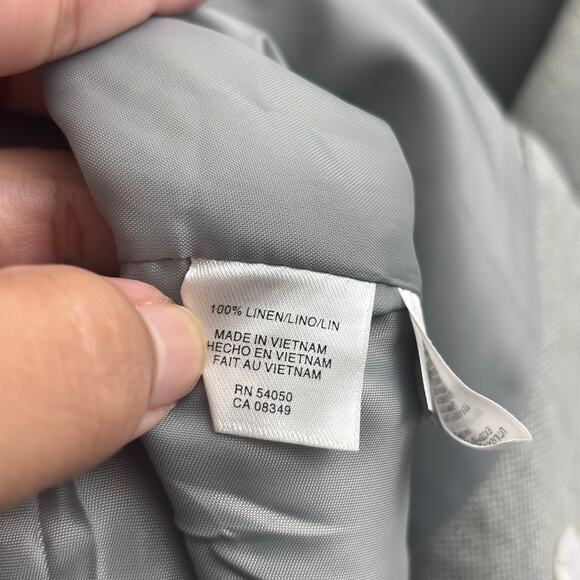 100% LINEN/LINO/LIN
MADE IN VIETNAM
HECHO EN VIETNAM
FAIT AU VIETNAM
RN 54050
CA 08349